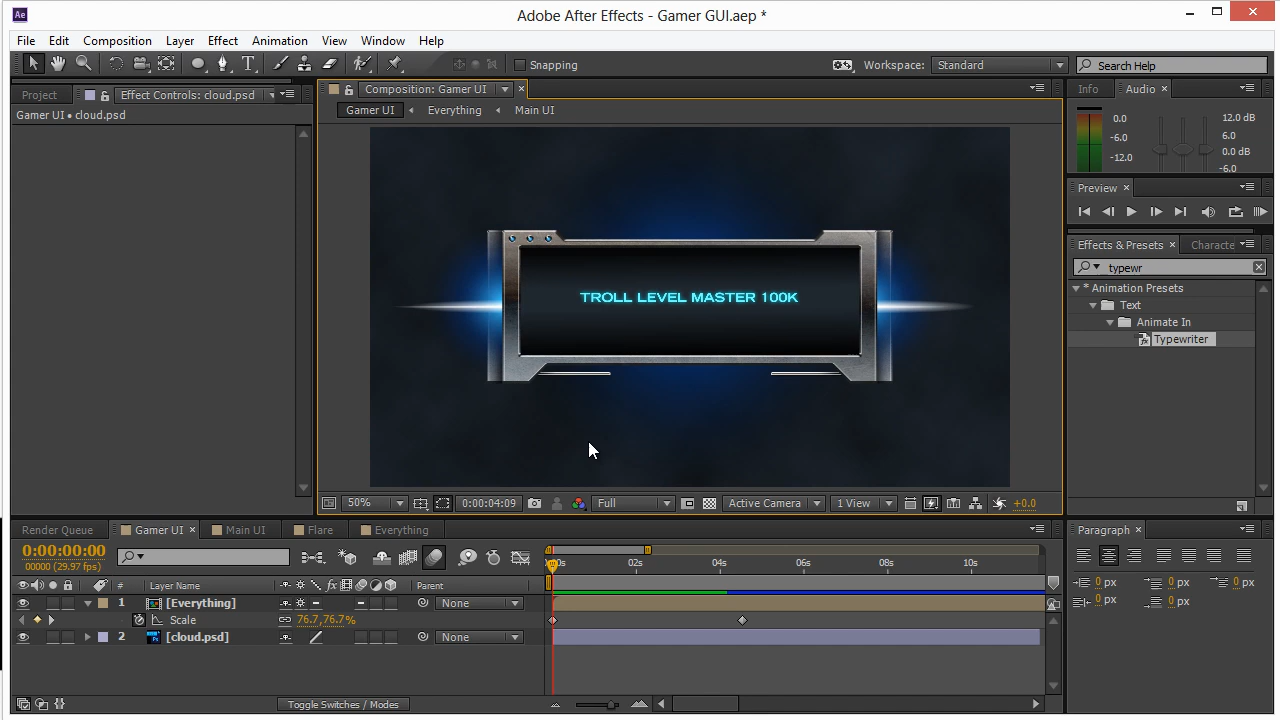 Ae
Adobe After Effects - Gamer GUI.aep *
File Edit Composition Layer Effect Animation View Window Help
Snapping
Workspace: Standard
Search Help
Project
Effect Controls: cloud.psd
Gamer UI • cloud.psd
Composition: Gamer UI
Gamer UI Everything Main UI
TROLL LEVEL MASTER 100K
50% 0:00:04:09 Full Active Camera 1 View +0.0
Info Audio
0.0
-6.0
-12.0
12.0 dB
6.0
0.0 dB
-6.0
Preview
Effects & Presets Characte
typewr
* Animation Presets
Text
Animate In
Typewriter
Render Queue Gamer UI Main UI Flare Everything
0:00:00:00
00000 (29.97 fps)
# Layer Name Parent
0s 02s 04s 06s 08s 10s
1 [Everything] None
Scale 76.7,76.7%
2 [cloud.psd] None
Toggle Switches / Modes
Paragraph
0 px 0 px 0 px
0 px 0 px